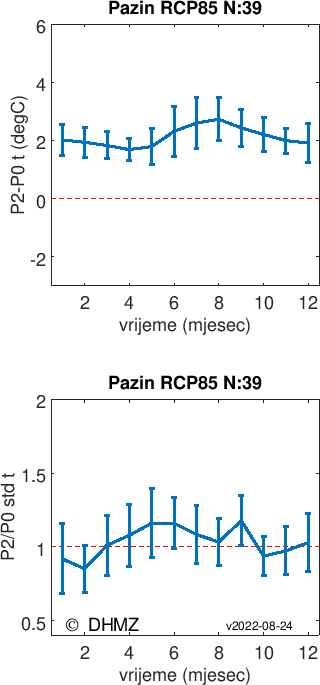 Pazin RCP85 N:39
6
4
2
0
-2
P2-P0 t (degC)
2 4 6 8 10 12
vrijeme (mjesec)
Pazin RCP85 N:39
2
1.5
1
0.5
P2/P0 std t
© DHMZ
v2022-08-24
2 4 6 8 10 12
vrijeme (mjesec)